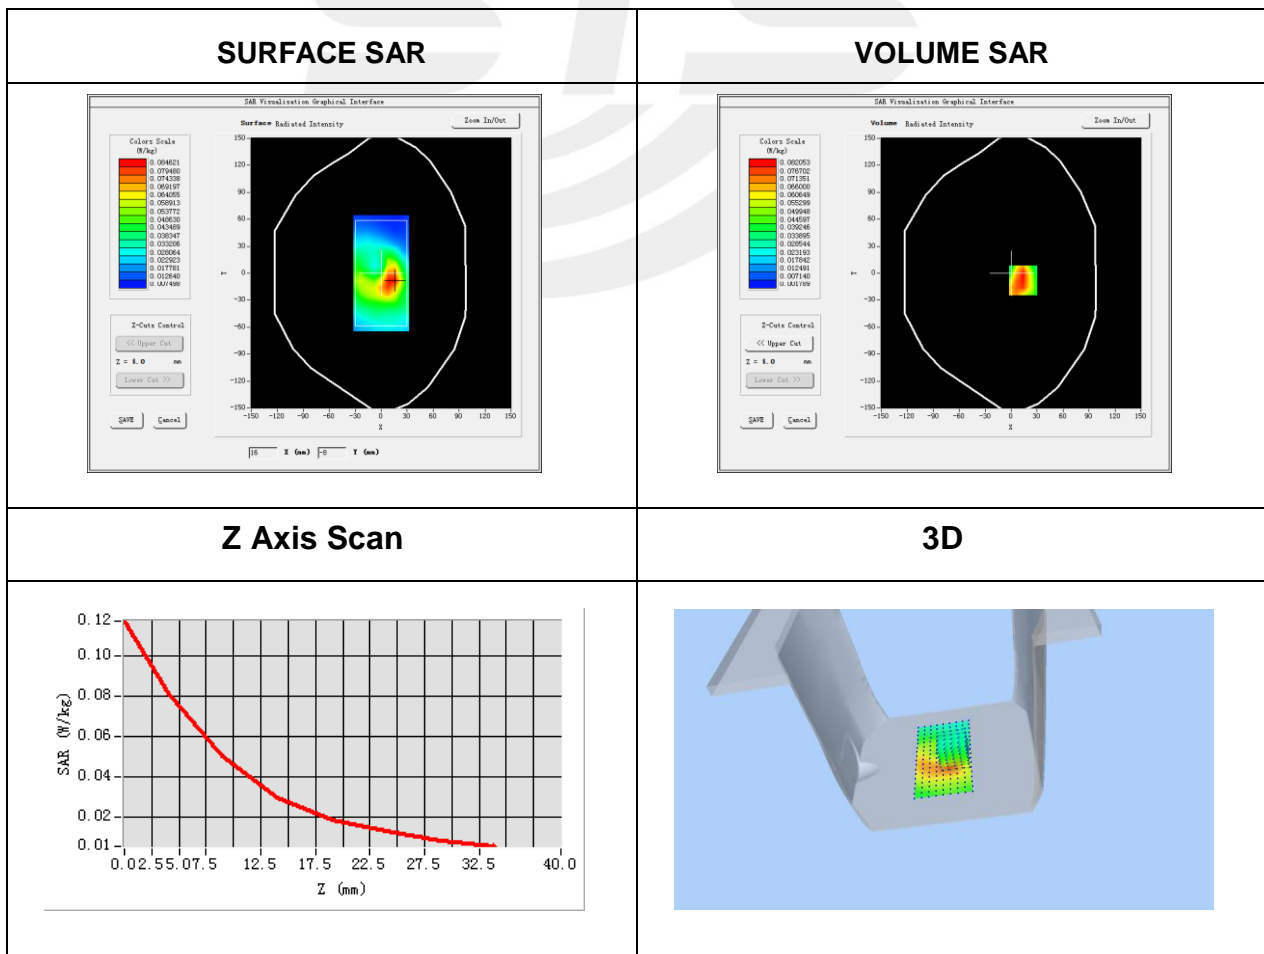 SURFACE SAR
VOLUME SAR
SAR Visualisation Graphical Interface
Surface Radiated Intensity
Zoom In/Out
Colors Scale
(W/kg)
0.084621
0.079480
0.074338
0.069197
0.064055
0.058913
0.053772
0.048630
0.043489
0.038347
0.033206
0.028064
0.022923
0.017781
0.012640
0.007498
Z-Cuts Control
<< Upper Cut
Z = 4.0 mm
Lower Cut >>
SAVE Cancel
150
120
90
60
30
0
-30
-60
-90
-120
-150
Y
-150 -120 -90 -60 -30 0 30 60 90 120 150
X
16 X (mm) -8 Y (mm)
SAR Visualisation Graphical Interface
Volume Radiated Intensity
Zoom In/Out
Colors Scale
(W/kg)
0.082053
0.076702
0.071351
0.066000
0.060649
0.055299
0.049948
0.044597
0.039246
0.033895
0.028544
0.023193
0.017842
0.012491
0.007140
0.001789
Z-Cuts Control
<< Upper Cut
Z = 4.0 mm
Lower Cut >>
SAVE Cancel
150
120
90
60
30
0
-30
-60
-90
-120
-150
Y
-150 -120 -90 -60 -30 0 30 60 90 120 150
X
Z Axis Scan
3D
0.12
0.10
0.08
0.06
0.04
0.02
0.01
SAR (W/kg)
0.0 2.5 5.0 7.5 12.5 17.5 22.5 27.5 32.5 40.0
Z (mm)